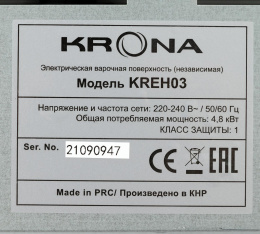 KRONA
Электрическая варочная поверхность (независимая)
Модель KREH03
Напряжение и частота сети: 220-240 В~ / 50/60 Гц
Общая потребляемая мощность: 4,8 кВт
КЛАСС ЗАЩИТЫ: 1
Ser. No. 21090947
CE EAC
Made in PRC/ Произведено в КНР